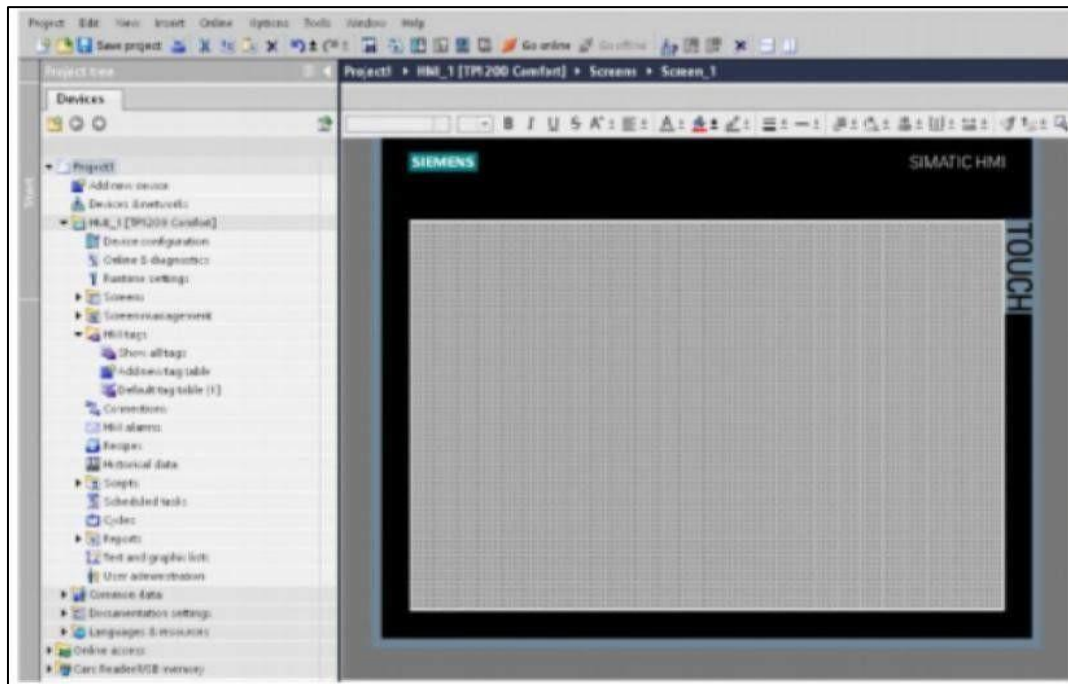 Project Edit View Insert Online Options Tools Window Help
Save project Go online Go offline
Project tree
Project1 HMI_1 [TP1200 Comfort] Screens Screen_1
Devices
B I U S A
Start
Project1
Add new device
Devices & networks
HMI_1 [TP1200 Comfort]
Device configuration
Online & diagnostics
Runtime settings
Screens
Screen management
HMI tags
Show all tags
Add new tag table
Default tag table [1]
Connections
HMI alarms
Recipes
Historical data
Scripts
Scheduled tasks
Cycles
Reports
Text and graphic lists
User administration
Common data
Documentation settings
Languages & resources
Online access
Card Reader/USB memory
SIEMENS
SIMATIC HMI
TOUCH